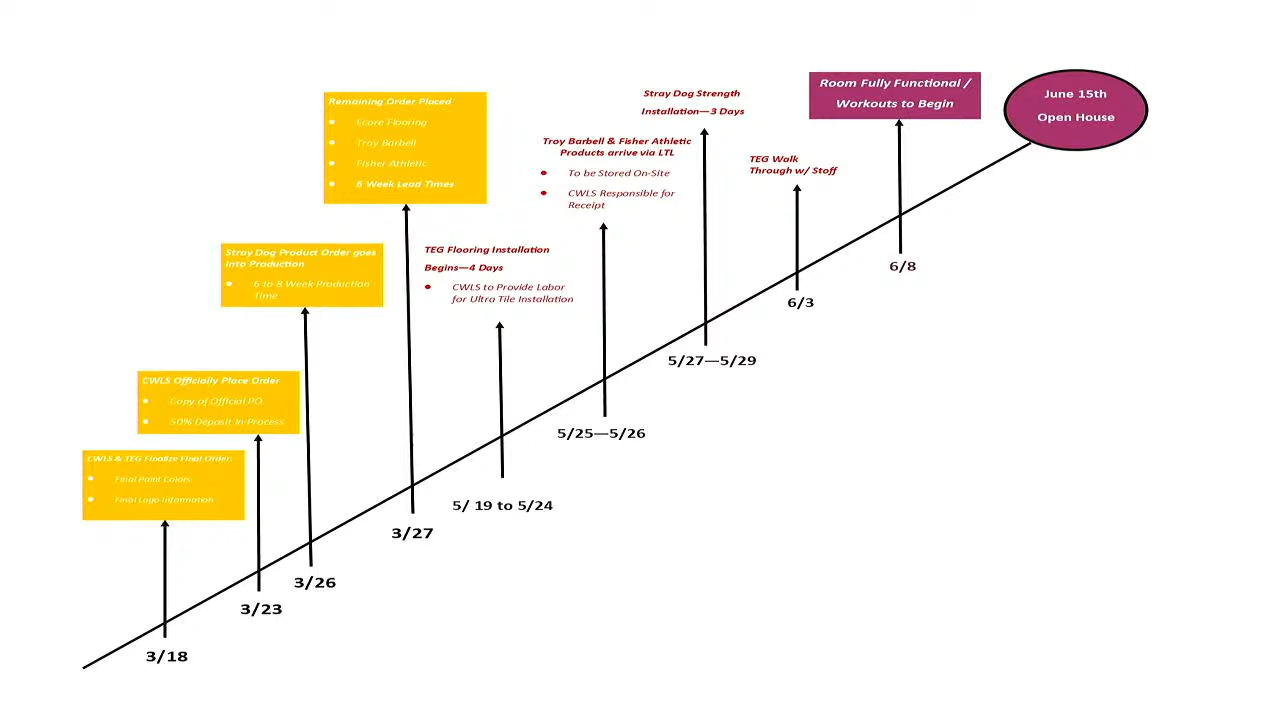 June 15th
Open House
Room Fully Functional /
Workouts to Begin
Stray Dog Strength
Installation—3 Days
Remaining Order Placed
Ecore Flooring
Troy Barbell
Fisher Athletic
6 Week Lead Times
Troy Barbell & Fisher Athletic
Products arrive via LTL
To be Stored On-Site
CWLS Responsible for
Receipt
TEG Walk
Through w/ Stoff
Stray Dog Product Order goes
into Production
6 to 8 Week Production
Time
TEG Flooring Installation
Begins—4 Days
CWLS to Provide Labor
for Ultra Tile Installation
CWLS Officially Place Order
Copy of Official PO
50% Deposit In-Process
CWLS & TEG Finalize Final Order:
Final Paint Colors
Final Logo Information
6/8
6/3
5/27—5/29
5/25—5/26
5/ 19 to 5/24
3/27
3/26
3/23
3/18